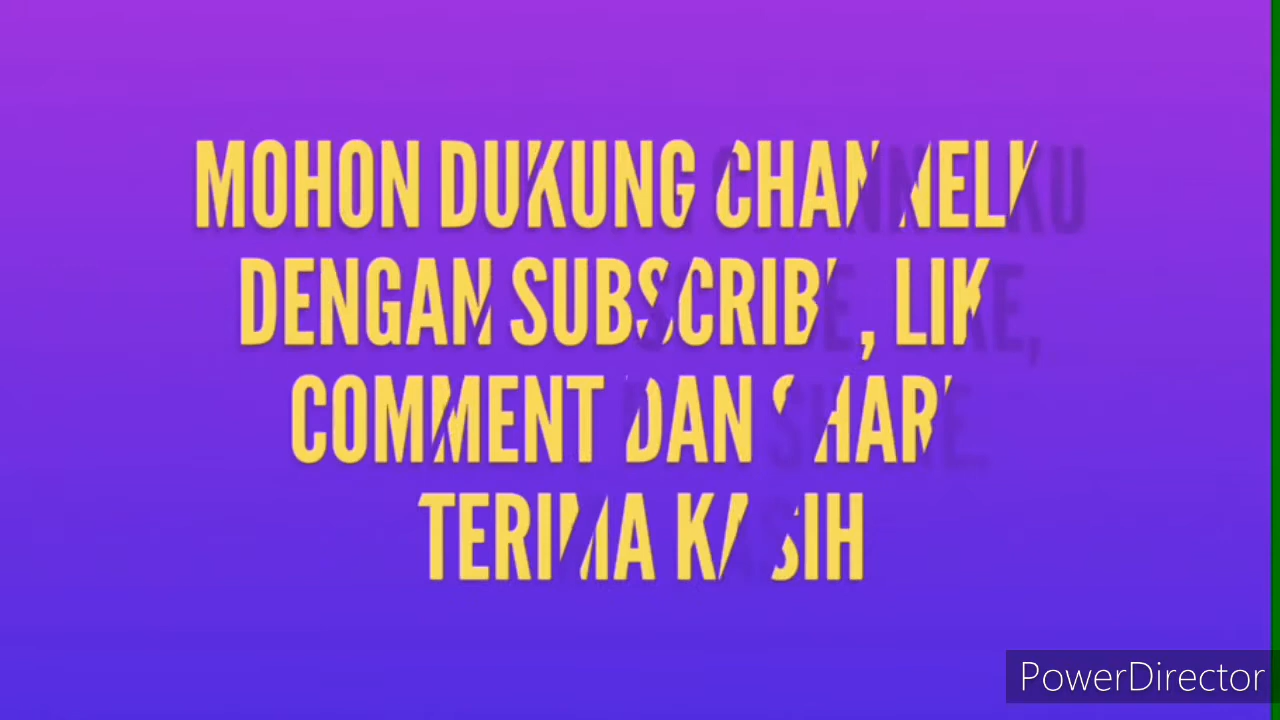 MOHON DUKUNG CHANNELKU
DENGAN SUBSCRIBE, LIKE,
COMMENT DAN SHARE.
TERIMA KASIH
PowerDirector